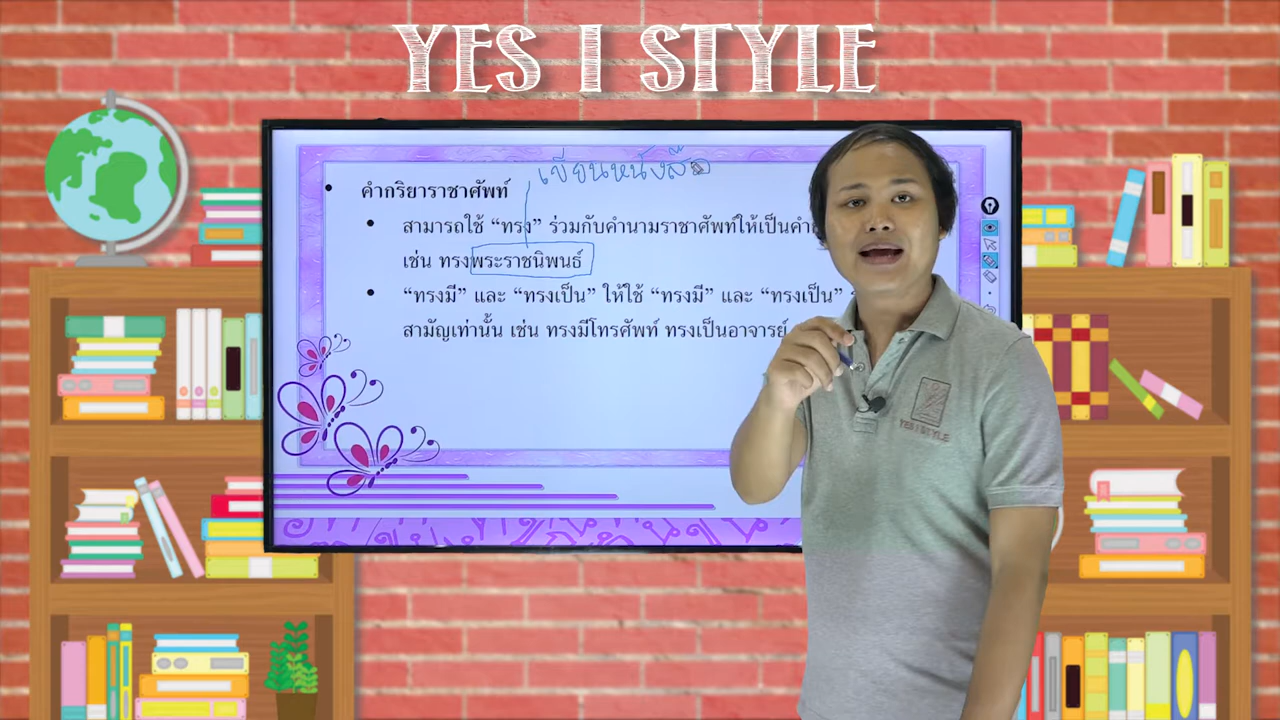 YES I STYLE
เขียนหนังสือ
• คำกริยาราชาศัพท์
• สามารถใช้ “ทรง” ร่วมกับคำนามราชาศัพท์ให้เป็นคำ
เช่น ทรงพระราชนิพนธ์
• “ทรงมี” และ “ทรงเป็น” ให้ใช้ “ทรงมี” และ “ทรงเป็น”
สามัญเท่านั้น เช่น ทรงมีโทรศัพท์ ทรงเป็นอาจารย์
YES I STYLE